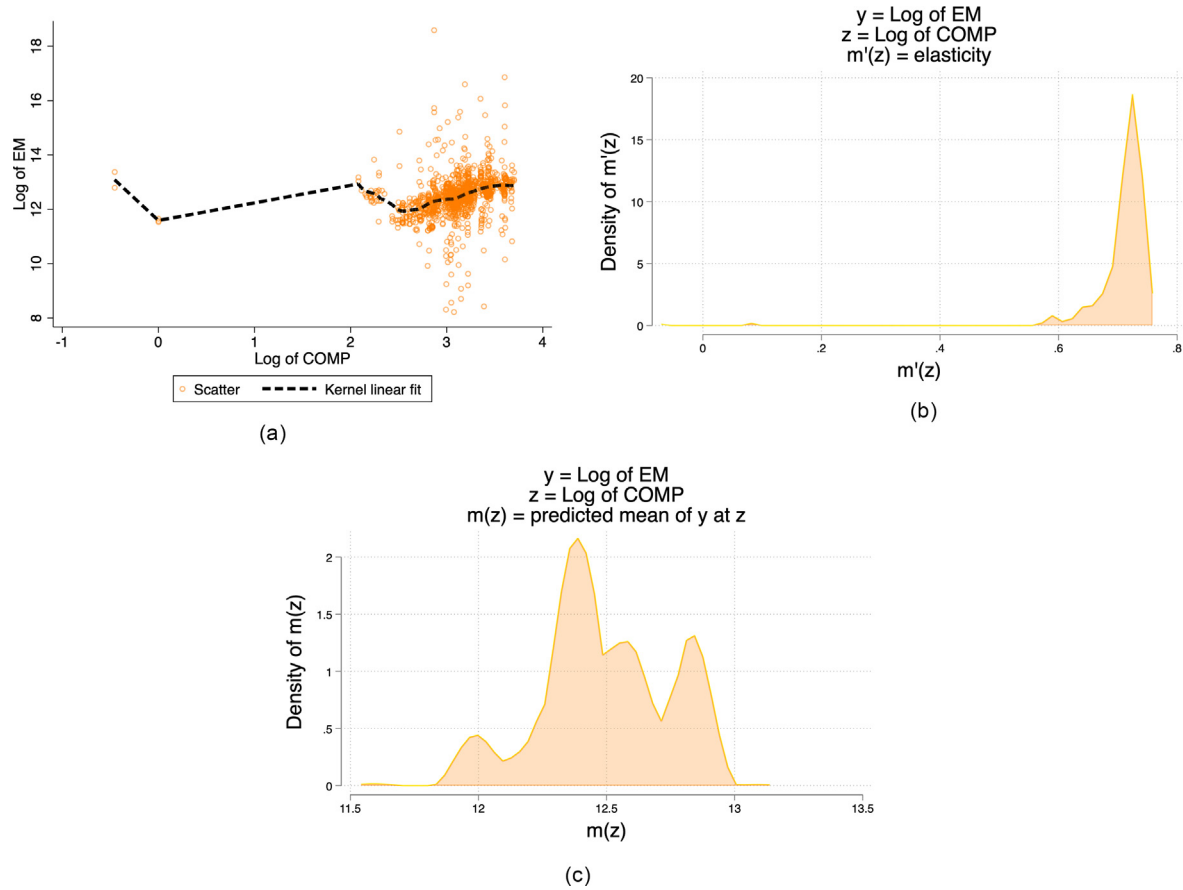 18
16
14
12
10
8
Log of EM
-1 0 1 2 3 4
Log of COMP
Scatter Kernel linear fit
(a)
y = Log of EM
z = Log of COMP
m'(z) = elasticity
20
15
10
5
0
Density of m'(z)
0 .2 .4 .6 .8
m'(z)
(b)
y = Log of EM
z = Log of COMP
m(z) = predicted mean of y at z
2
1.5
1
.5
0
Density of m(z)
11.5 12 12.5 13 13.5
m(z)
(c)